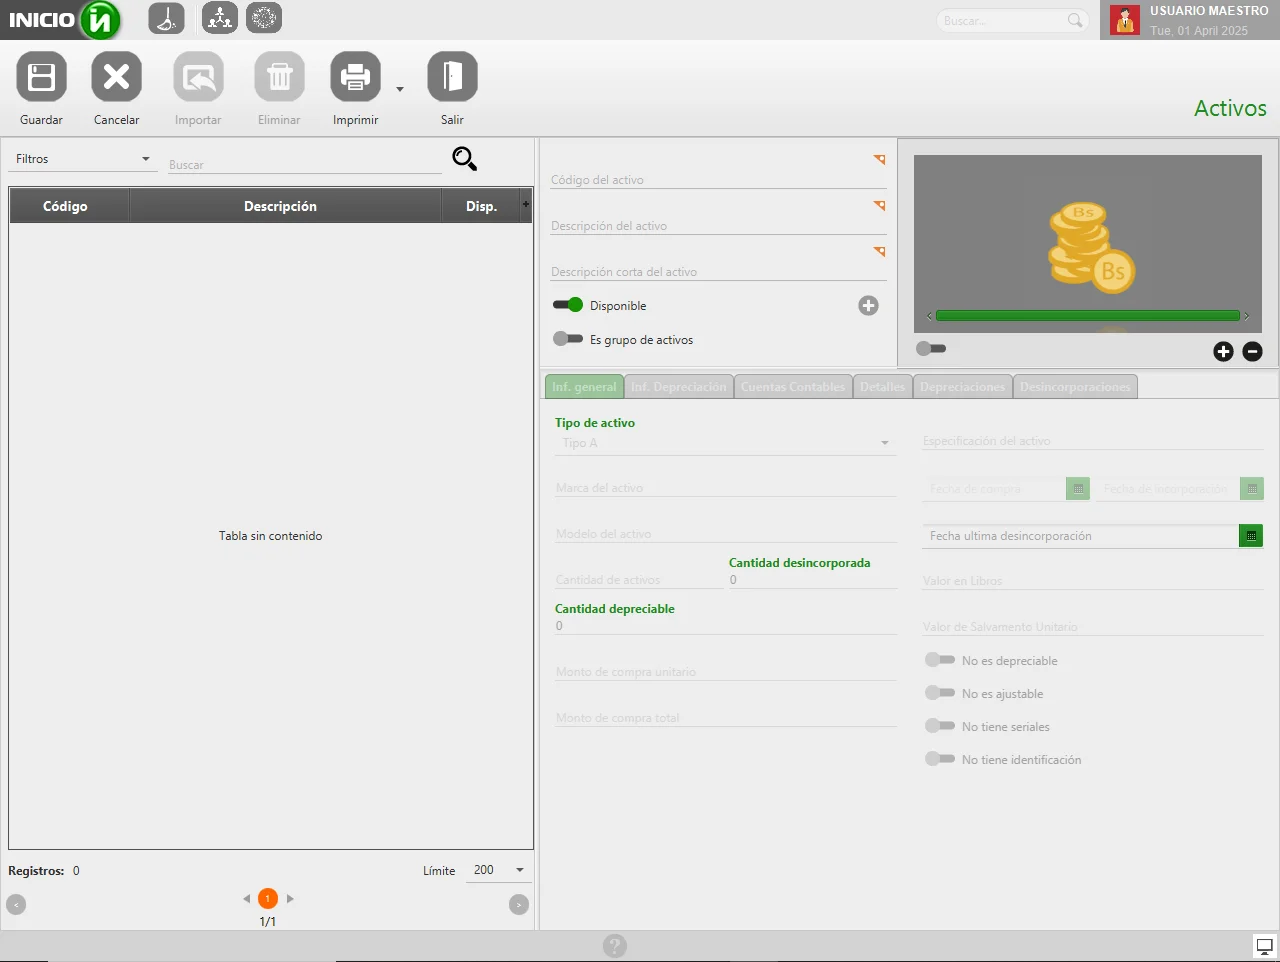 INICIO
Buscar...
USUARIO MAESTRO
Tue, 01 April 2025
Guardar
Cancelar
Importar
Eliminar
Imprimir
Salir
Activos
Filtros
Buscar
Código
Descripción
Disp.
+
Tabla sin contenido
Registros: 0
Límite
200
1
1/1
<
>
Código del activo
Descripción del activo
Descripción corta del activo
Disponible
Es grupo de activos
Bs
Bs
Inf. general
Inf. Depreciación
Cuentas Contables
Detalles
Depreciaciones
Desincorporaciones
Tipo de activo
Tipo A
Marca del activo
Modelo del activo
Cantidad de activos
Cantidad desincorporada
0
Cantidad depreciable
0
Monto de compra unitario
Monto de compra total
Especificación del activo
Fecha de compra
Fecha de incorporación
Fecha ultima desincorporación
Valor en Libros
Valor de Salvamento Unitario
No es depreciable
No es ajustable
No tiene seriales
No tiene identificación
?